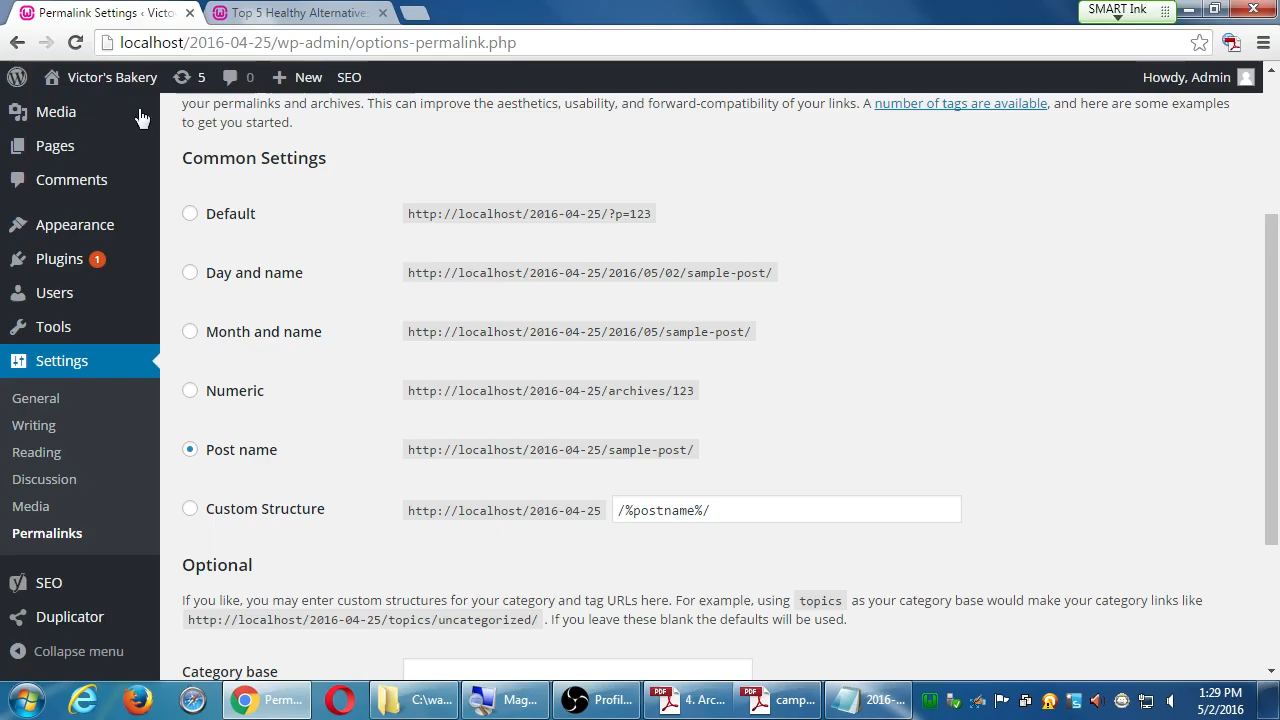 Permalink Settings ‹ Victo
Top 5 Healthy Alternative
SMART Ink
localhost/2016-04-25/wp-admin/options-permalink.php
Victor's Bakery 5 0 New SEO Howdy, Admin
Media
Pages
Comments
Appearance
Plugins 1
Users
Tools
Settings
General
Writing
Reading
Discussion
Media
Permalinks
SEO
Duplicator
Collapse menu
your permalinks and archives. This can improve the aesthetics, usability, and forward-compatibility of your links. A number of tags are available, and here are some examples
to get you started.
Common Settings
Default http://localhost/2016-04-25/?p=123
Day and name http://localhost/2016-04-25/2016/05/02/sample-post/
Month and name http://localhost/2016-04-25/2016/05/sample-post/
Numeric http://localhost/2016-04-25/archives/123
Post name http://localhost/2016-04-25/sample-post/
Custom Structure http://localhost/2016-04-25 /%postname%/
Optional
If you like, you may enter custom structures for your category and tag URLs here. For example, using topics as your category base would make your category links like
http://localhost/2016-04-25/topics/uncategorized/ . If you leave these blank the defaults will be used.
Category base
Perm...
C:\wa...
Mag...
Profil...
PDF 4. Arc...
PDF camp...
2016-...
1:29 PM
5/2/2016